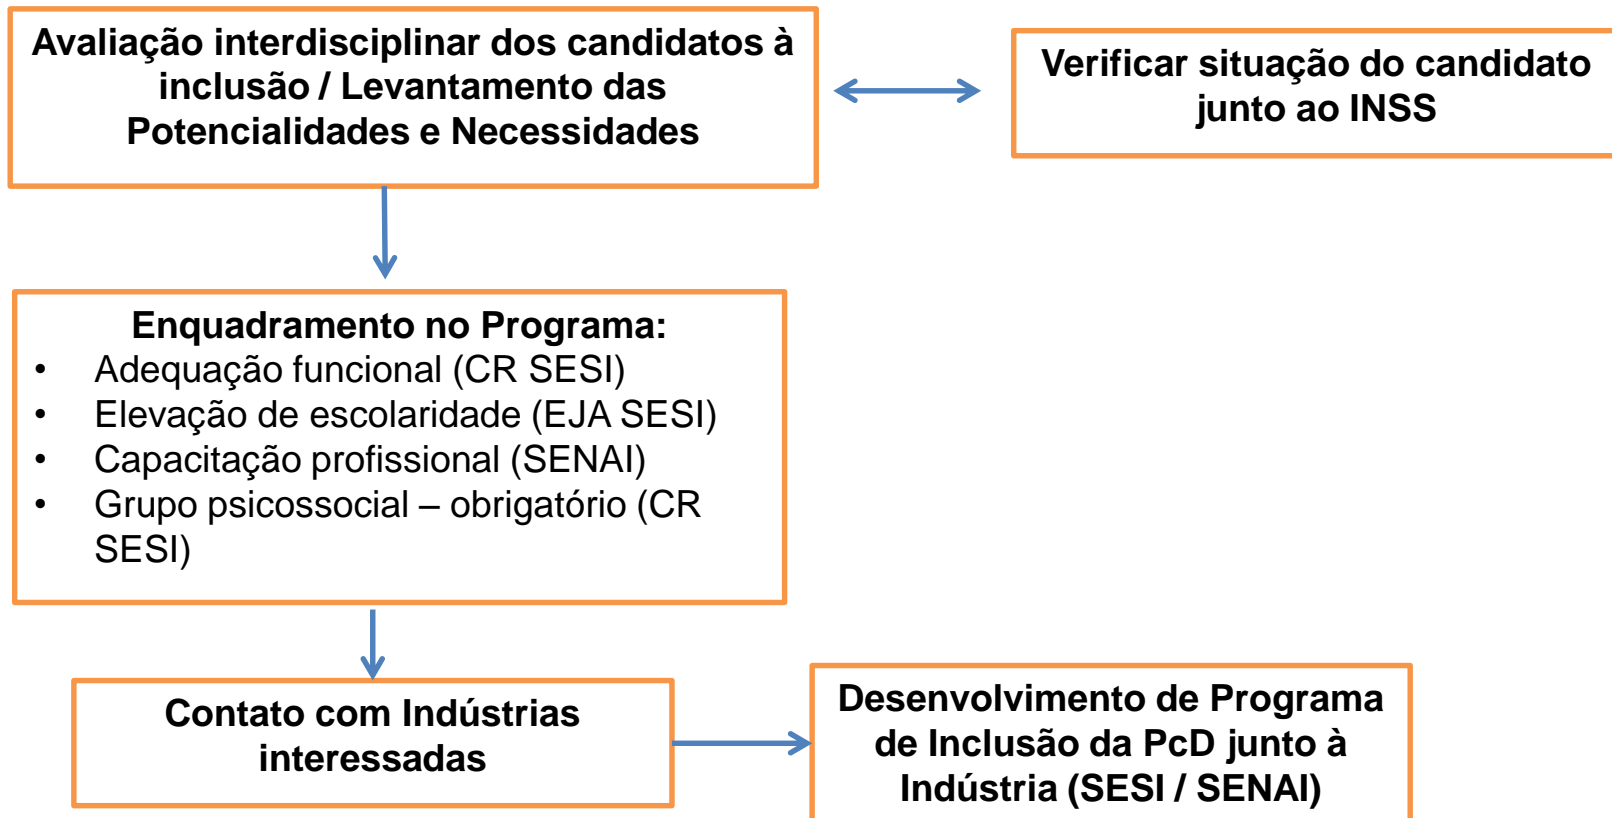 Avaliação interdisciplinar dos candidatos à
inclusão / Levantamento das
Potencialidades e Necessidades
Verificar situação do candidato
junto ao INSS
Enquadramento no Programa:
• Adequação funcional (CR SESI)
• Elevação de escolaridade (EJA SESI)
• Capacitação profissional (SENAI)
• Grupo psicossocial – obrigatório (CR
SESI)
Contato com Indústrias
interessadas
Desenvolvimento de Programa
de Inclusão da PcD junto à
Indústria (SESI / SENAI)